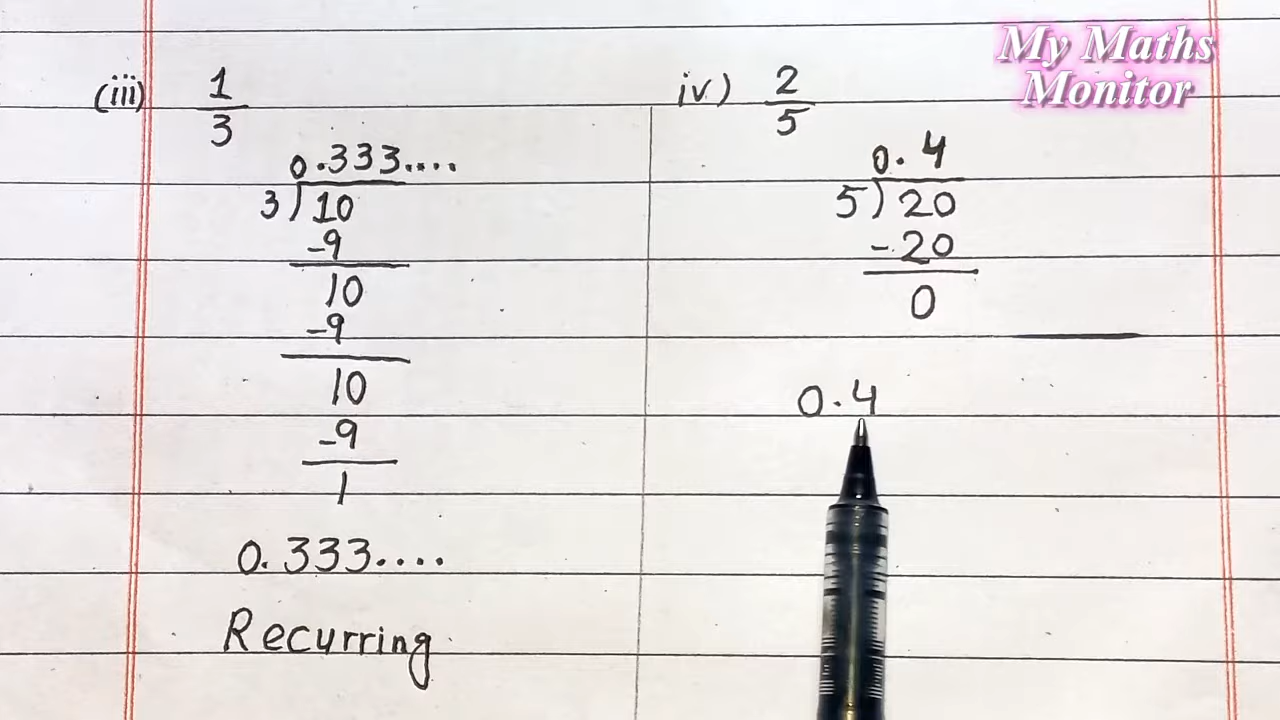 My Maths
Monitor
(iii) 1/3
0.333....
3)10
-9
10
-9
10
-9
1
0.333....
Recurring
iv) 2/5
0.4
5)20
-20
0
0.4